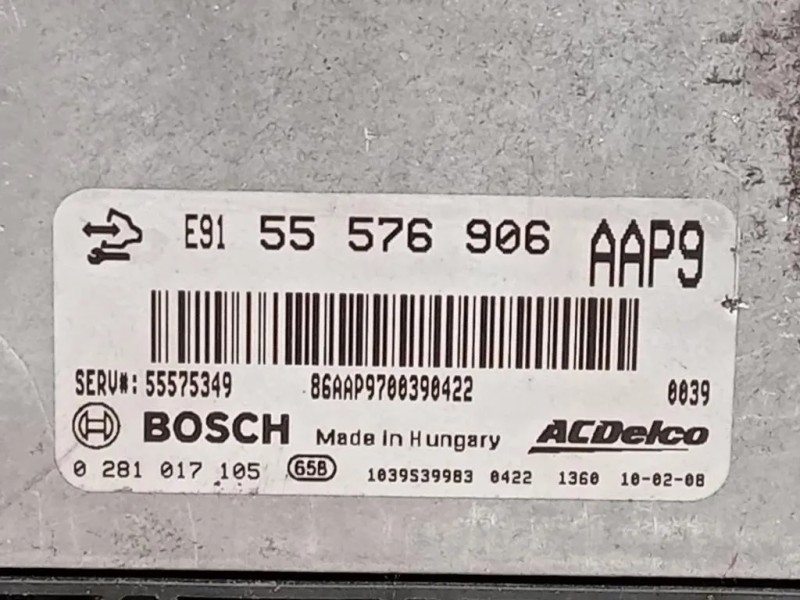 E91 55 576 906 AAP9
SERV#: 55575349 86AAP9700390422 0039
BOSCH Made in Hungary ACDelco
0 281 017 105 65B 1039S39983 0422 1360 10-02-08